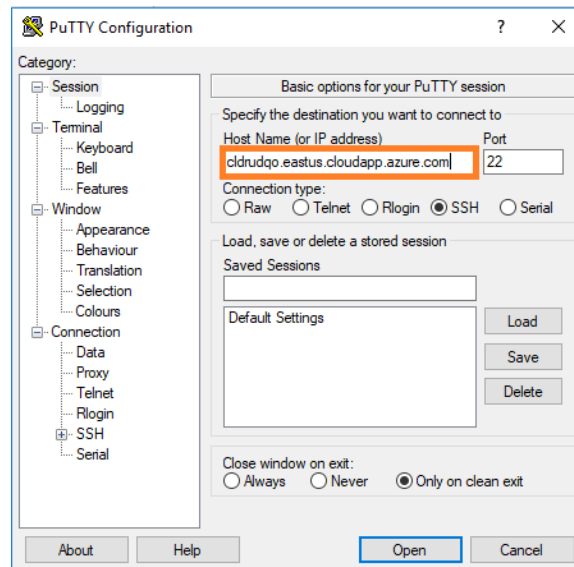 PuTTY Configuration
?
Category:
Session
Logging
Terminal
Keyboard
Bell
Features
Window
Appearance
Behaviour
Translation
Selection
Colours
Connection
Data
Proxy
Telnet
Rlogin
SSH
Serial
Basic options for your PuTTY session
Specify the destination you want to connect to
Host Name (or IP address) Port
cldrudqo.eastus.cloudapp.azure.com 22
Connection type:
Raw Telnet Rlogin SSH Serial
Load, save or delete a stored session
Saved Sessions
Default Settings
Load
Save
Delete
Close window on exit:
Always Never Only on clean exit
About Help Open Cancel